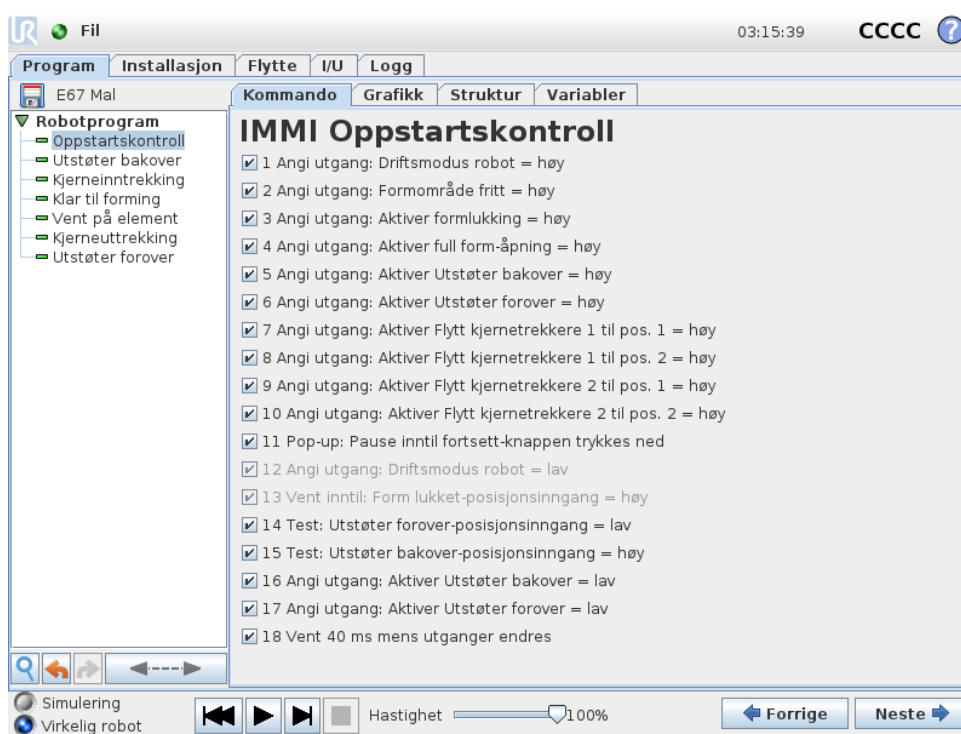 UR Fil 03:15:39 CCCC ?
Program Installasjon Flytte I/U Logg
E67 Mal
Kommando Grafikk Struktur Variabler
Robotprogram
Oppstartskontroll
Utstøter bakover
Kjerneinntrekking
Klar til forming
Vent på element
Kjerneuttrekking
Utstøter forover
IMMI Oppstartskontroll
1 Angi utgang: Driftsmodus robot = høy
2 Angi utgang: Formområde fritt = høy
3 Angi utgang: Aktiver formlukking = høy
4 Angi utgang: Aktiver full form-åpning = høy
5 Angi utgang: Aktiver Utstøter bakover = høy
6 Angi utgang: Aktiver Utstøter forover = høy
7 Angi utgang: Aktiver Flytt kjernetrekkere 1 til pos. 1 = høy
8 Angi utgang: Aktiver Flytt kjernetrekkere 1 til pos. 2 = høy
9 Angi utgang: Aktiver Flytt kjernetrekkere 2 til pos. 1 = høy
10 Angi utgang: Aktiver Flytt kjernetrekkere 2 til pos. 2 = høy
11 Pop-up: Pause inntil fortsett-knappen trykkes ned
12 Angi utgang: Driftsmodus robot = lav
13 Vent inntil: Form lukket-posisjonsinngang = høy
14 Test: Utstøter forover-posisjonsinngang = lav
15 Test: Utstøter bakover-posisjonsinngang = høy
16 Angi utgang: Aktiver Utstøter bakover = lav
17 Angi utgang: Aktiver Utstøter forover = lav
18 Vent 40 ms mens utganger endres
Simulering
Virkelig robot
Hastighet 100%
Forrige Neste